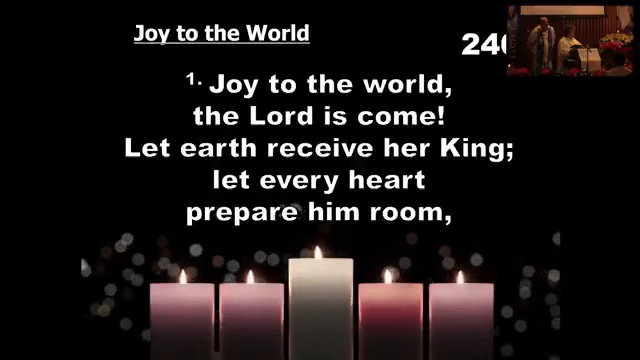 Joy to the World
1. Joy to the world,
the Lord is come!
Let earth receive her King;
let every heart
prepare him room,